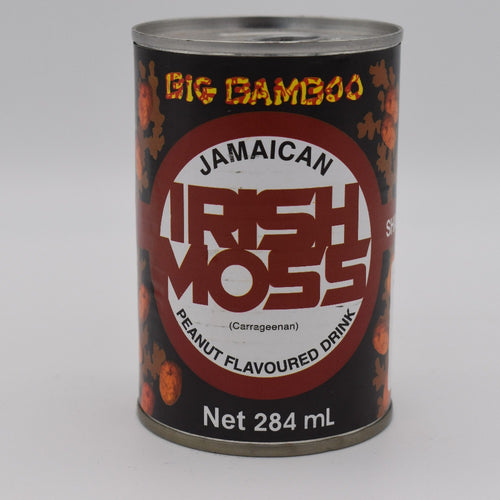 BIG BAMBOO
JAMAICAN
IRISH
MOSS
(Carrageenan)
PEANUT FLAVOURED DRINK
Net 284 mL